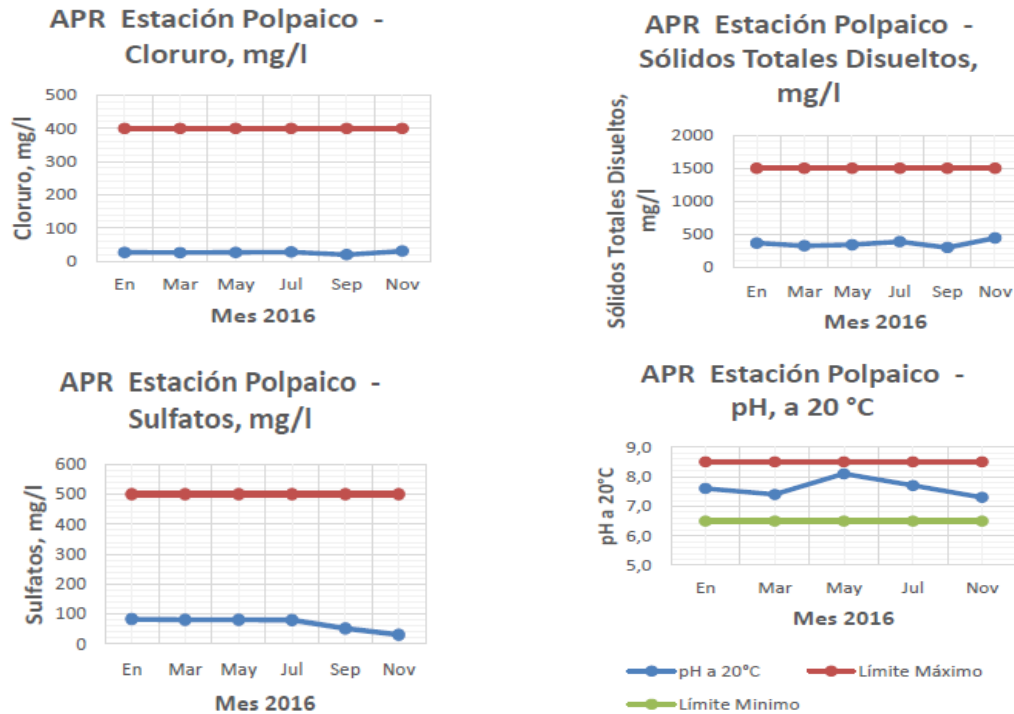 APR Estación Polpaico -
Cloruro, mg/l
Cloruro, mg/l
500
400
300
200
100
0
En Mar May Jul Sep Nov
Mes 2016
APR Estación Polpaico -
Sólidos Totales Disueltos,
mg/l
Sólidos Totales Disueltos,
mg/l
2000
1500
1000
500
0
En Mar May Jul Sep Nov
Mes 2016
APR Estación Polpaico -
Sulfatos, mg/l
Sulfatos, mg/l
600
500
400
300
200
100
0
En Mar May Jul Sep Nov
Mes 2016
APR Estación Polpaico -
pH, a 20 °C
pH a 20°C
9,0
8,0
7,0
6,0
5,0
En Mar May Jul Nov
Mes 2016
pH a 20°C Límite Máximo
Límite Minimo